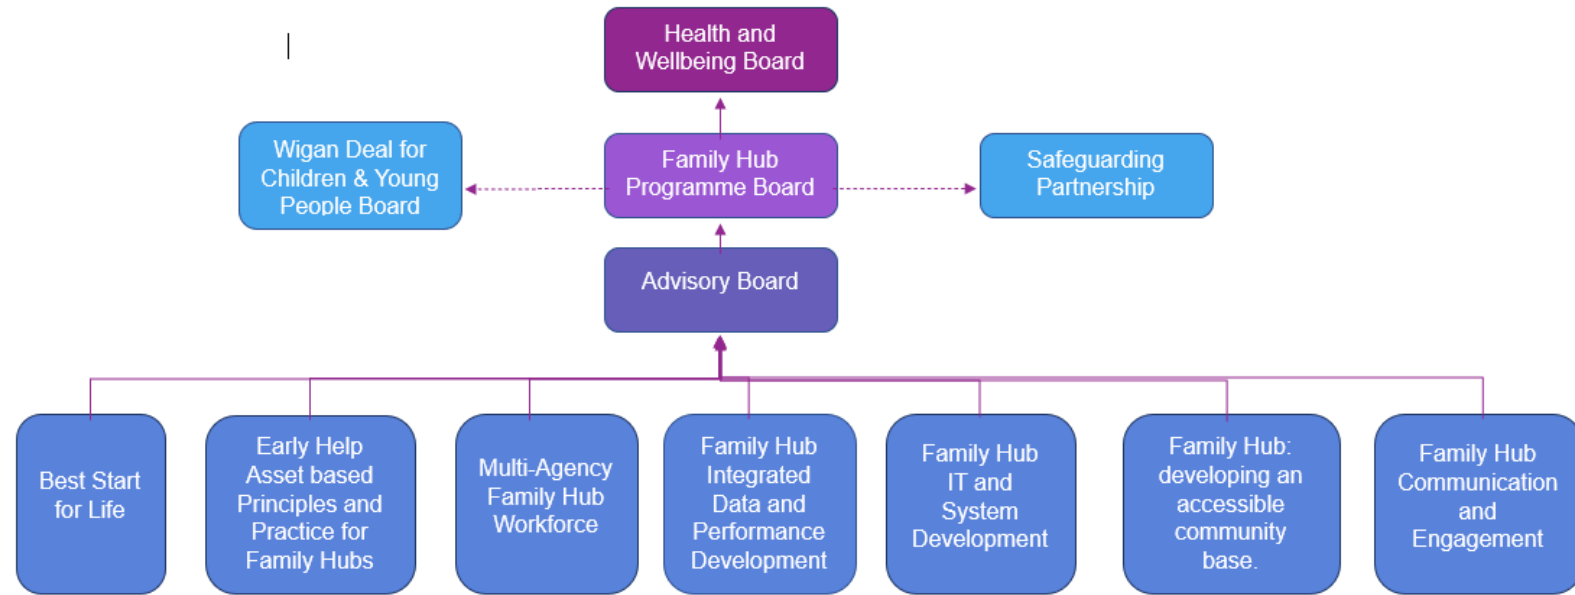 Health and
Wellbeing Board
Wigan Deal for
Children & Young
People Board
Family Hub
Programme Board
Safeguarding
Partnership
Advisory Board
Best Start
for Life
Early Help
Asset based
Principles and
Practice for
Family Hubs
Multi-Agency
Family Hub
Workforce
Family Hub
Integrated
Data and
Performance
Development
Family Hub
IT and
System
Development
Family Hub:
developing an
accessible
community
base.
Family Hub
Communication
and
Engagement